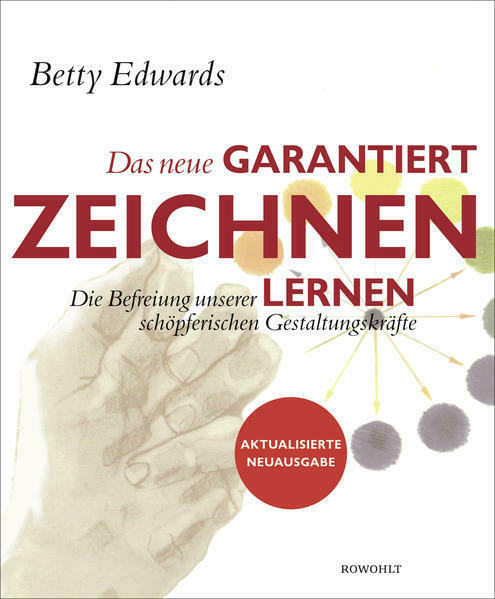 Betty Edwards
Das neue GARANTIERT
ZEICHNEN
Die Befreiung unserer LERNEN
schöpferischen Gestaltungskräfte
AKTUALISIERTE
NEUAUSGABE
ROWOHLT